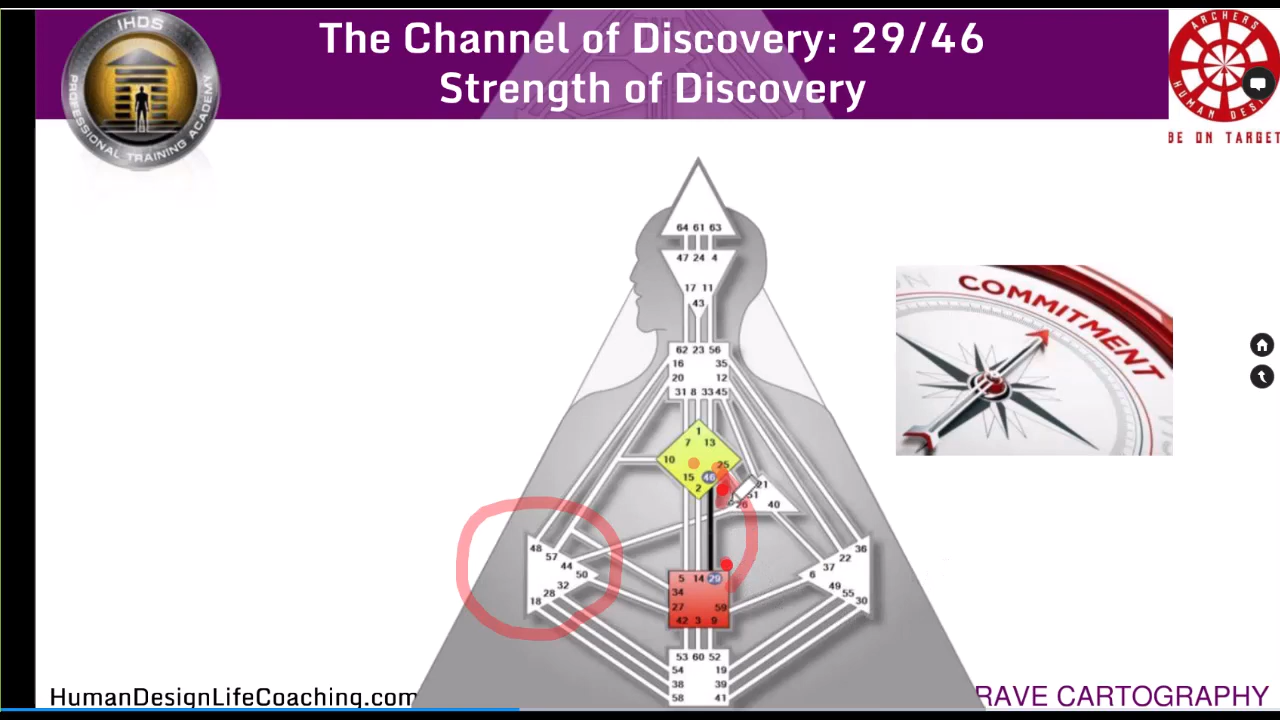 The Channel of Discovery: 29/46
Strength of Discovery
IHDS
PROFESSIONAL TRAINING ACADEMY
ARCHERS
HUMAN DESI
BE ON TARGET
64 61 63
47 24 4
17 11
43
62 23 56
16 35
20 12
31 8 33 45
1
7 13
10 25
15 46
2
21
51
26 40
48
57
44
50
32
28
18
36
22
37
6
49
55
30
5 14 29
34
27 59
42 3 9
53 60 52
54 19
38 39
58 41
COMMITMENT
HumanDesignLifeCoaching.com
RAVE CARTOGRAPHY